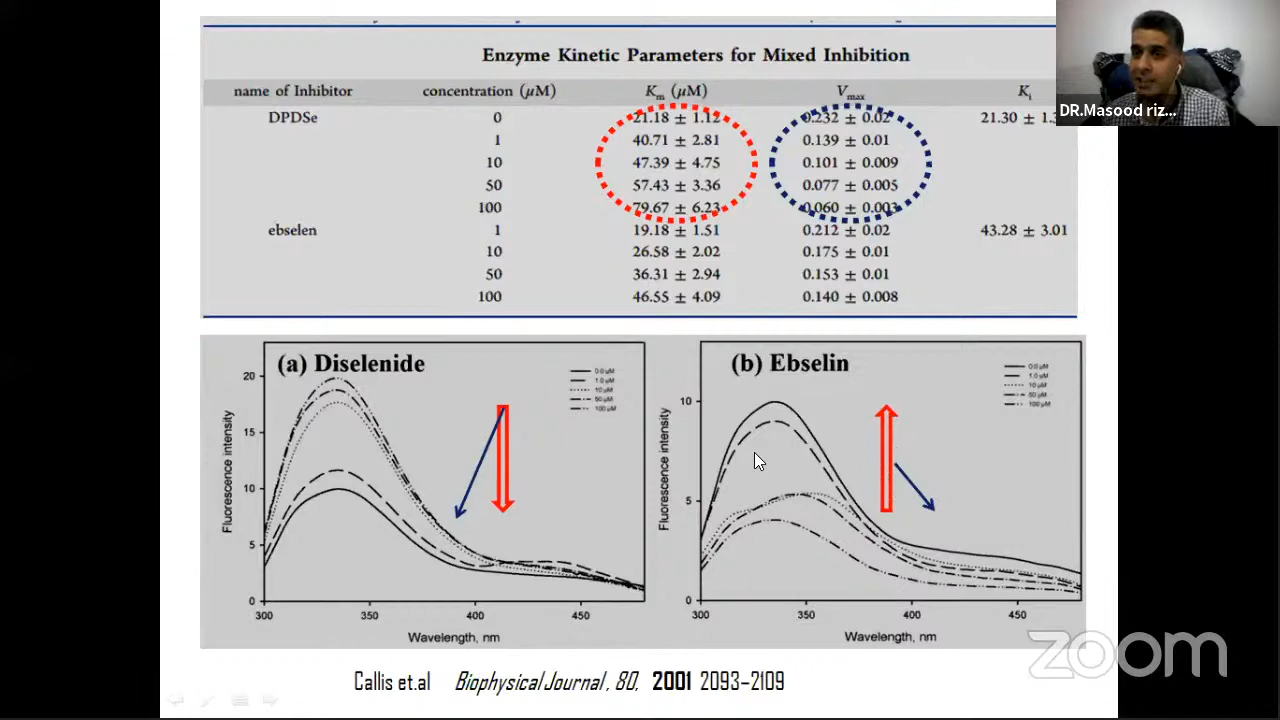 Enzyme Kinetic Parameters for Mixed Inhibition
name of Inhibitor concentration (μM) Km (μM) Vmax Ki
DPDSe 0 21.18 ± 1.12 0.232 ± 0.02 21.30 ±
1 40.71 ± 2.81 0.139 ± 0.01
10 47.39 ± 4.75 0.101 ± 0.009
50 57.43 ± 3.36 0.077 ± 0.005
100 79.67 ± 6.23 0.060 ± 0.003
ebselen 1 19.18 ± 1.51 0.212 ± 0.02 43.28 ± 3.01
10 26.58 ± 2.02 0.175 ± 0.01
50 36.31 ± 2.94 0.153 ± 0.01
100 46.55 ± 4.09 0.140 ± 0.008
DR.Masood riz...
(a) Diselenide
0.0 μM
1.0 μM
10 μM
50 μM
100 μM
20
15
10
5
0
Fluorescence intensity
300 350 400 450
Wavelength, nm
(b) Ebselin
0.0 μM
1.0 μM
10 μM
50 μM
100 μM
10
5
0
Fluorescence intensity
300 350 400 450
Wavelength, nm
zoom
Callis et.al Biophysical Journal, 80, 2001 2093–2109